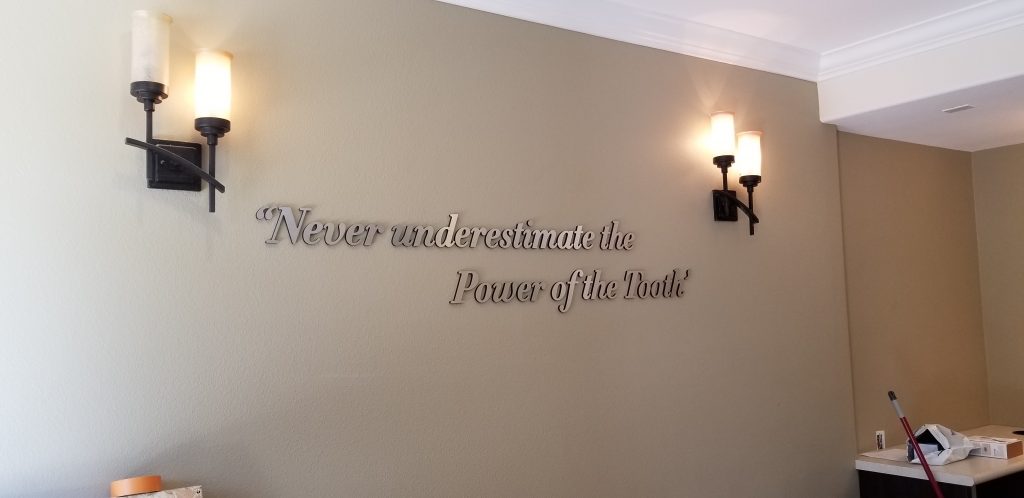 “Never underestimate the
Power of the Tooth”